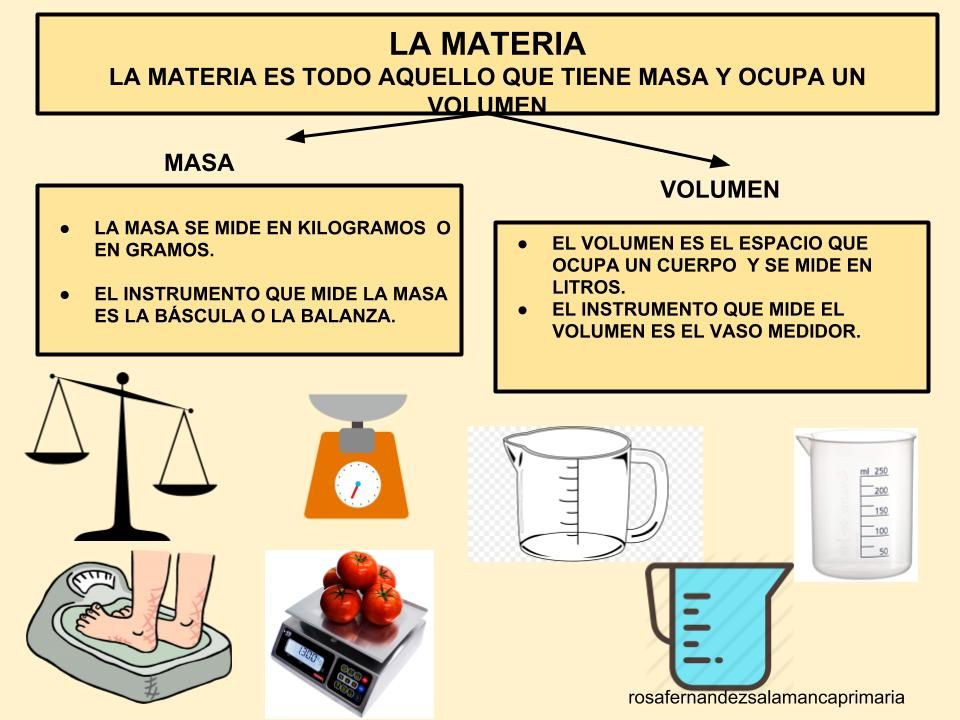 LA MATERIA
LA MATERIA ES TODO AQUELLO QUE TIENE MASA Y OCUPA UN
VOLUMEN
MASA
LA MASA SE MIDE EN KILOGRAMOS O
EN GRAMOS.
EL INSTRUMENTO QUE MIDE LA MASA
ES LA BÁSCULA O LA BALANZA.
VOLUMEN
EL VOLUMEN ES EL ESPACIO QUE
OCUPA UN CUERPO Y SE MIDE EN
LITROS.
EL INSTRUMENTO QUE MIDE EL
VOLUMEN ES EL VASO MEDIDOR.
ml 250
200
150
100
50
rosafernandezsalamancaprimaria